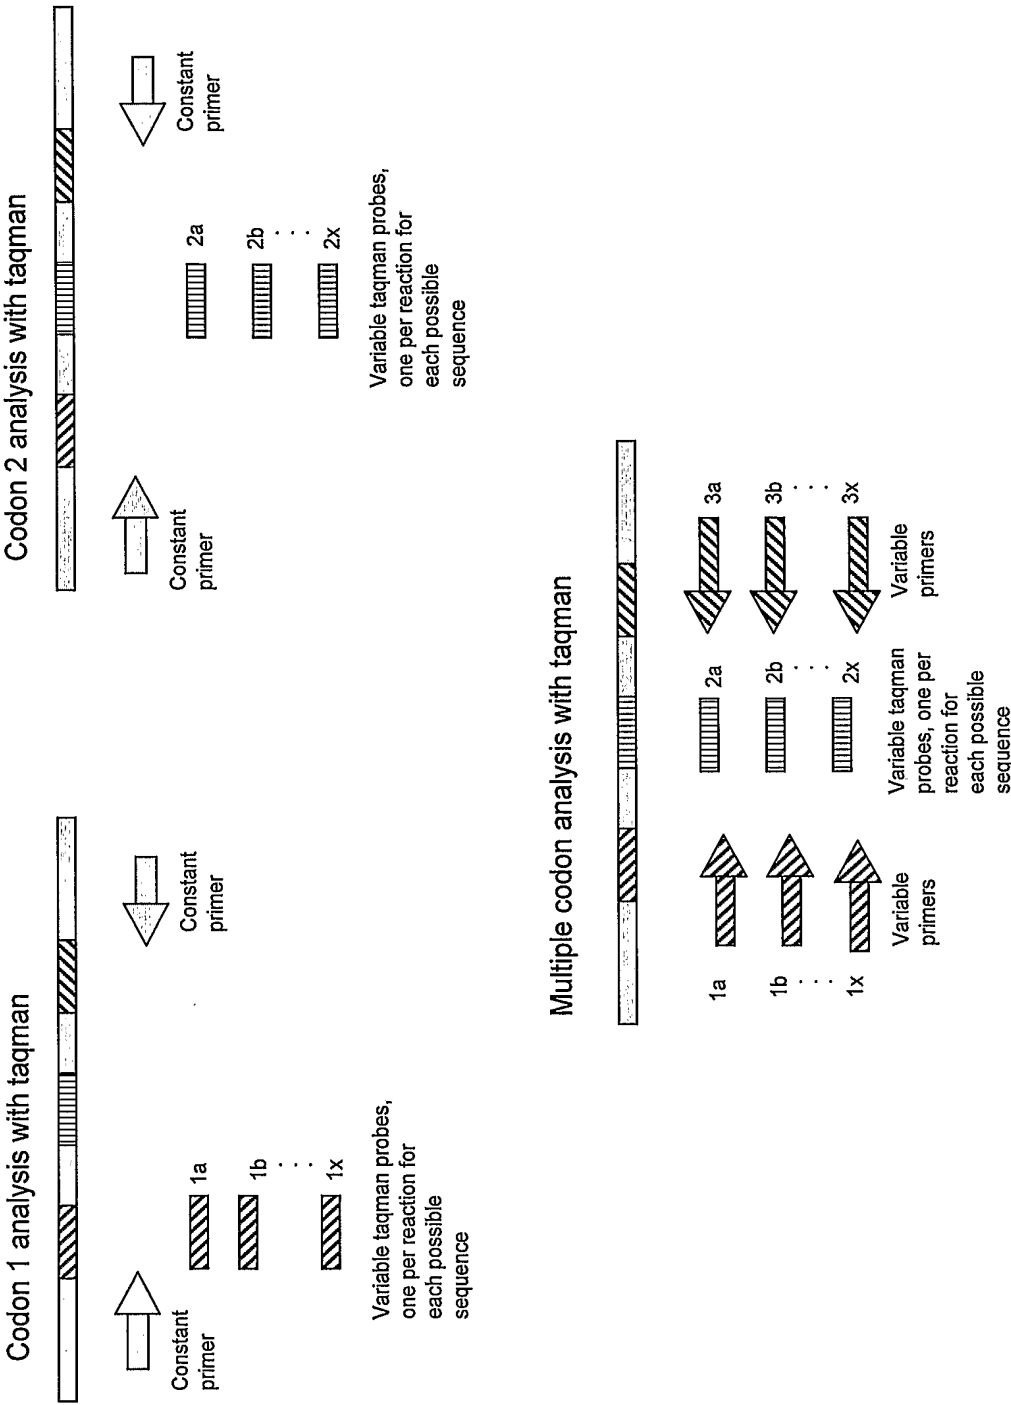 Codon 1 analysis with taqman
Constant
primer
Constant
primer
1a
1b
. . .
1x
Variable taqman probes,
one per reaction for
each possible
sequence
Codon 2 analysis with taqman
Constant
primer
Constant
primer
2a
2b
. . .
2x
Variable taqman probes,
one per reaction for
each possible
sequence
Multiple codon analysis with taqman
1a
1b
. . .
1x
Variable
primers
2a
2b
. . .
2x
Variable taqman
probes, one per
reaction for
each possible
sequence
3a
3b
. . .
3x
Variable
primers